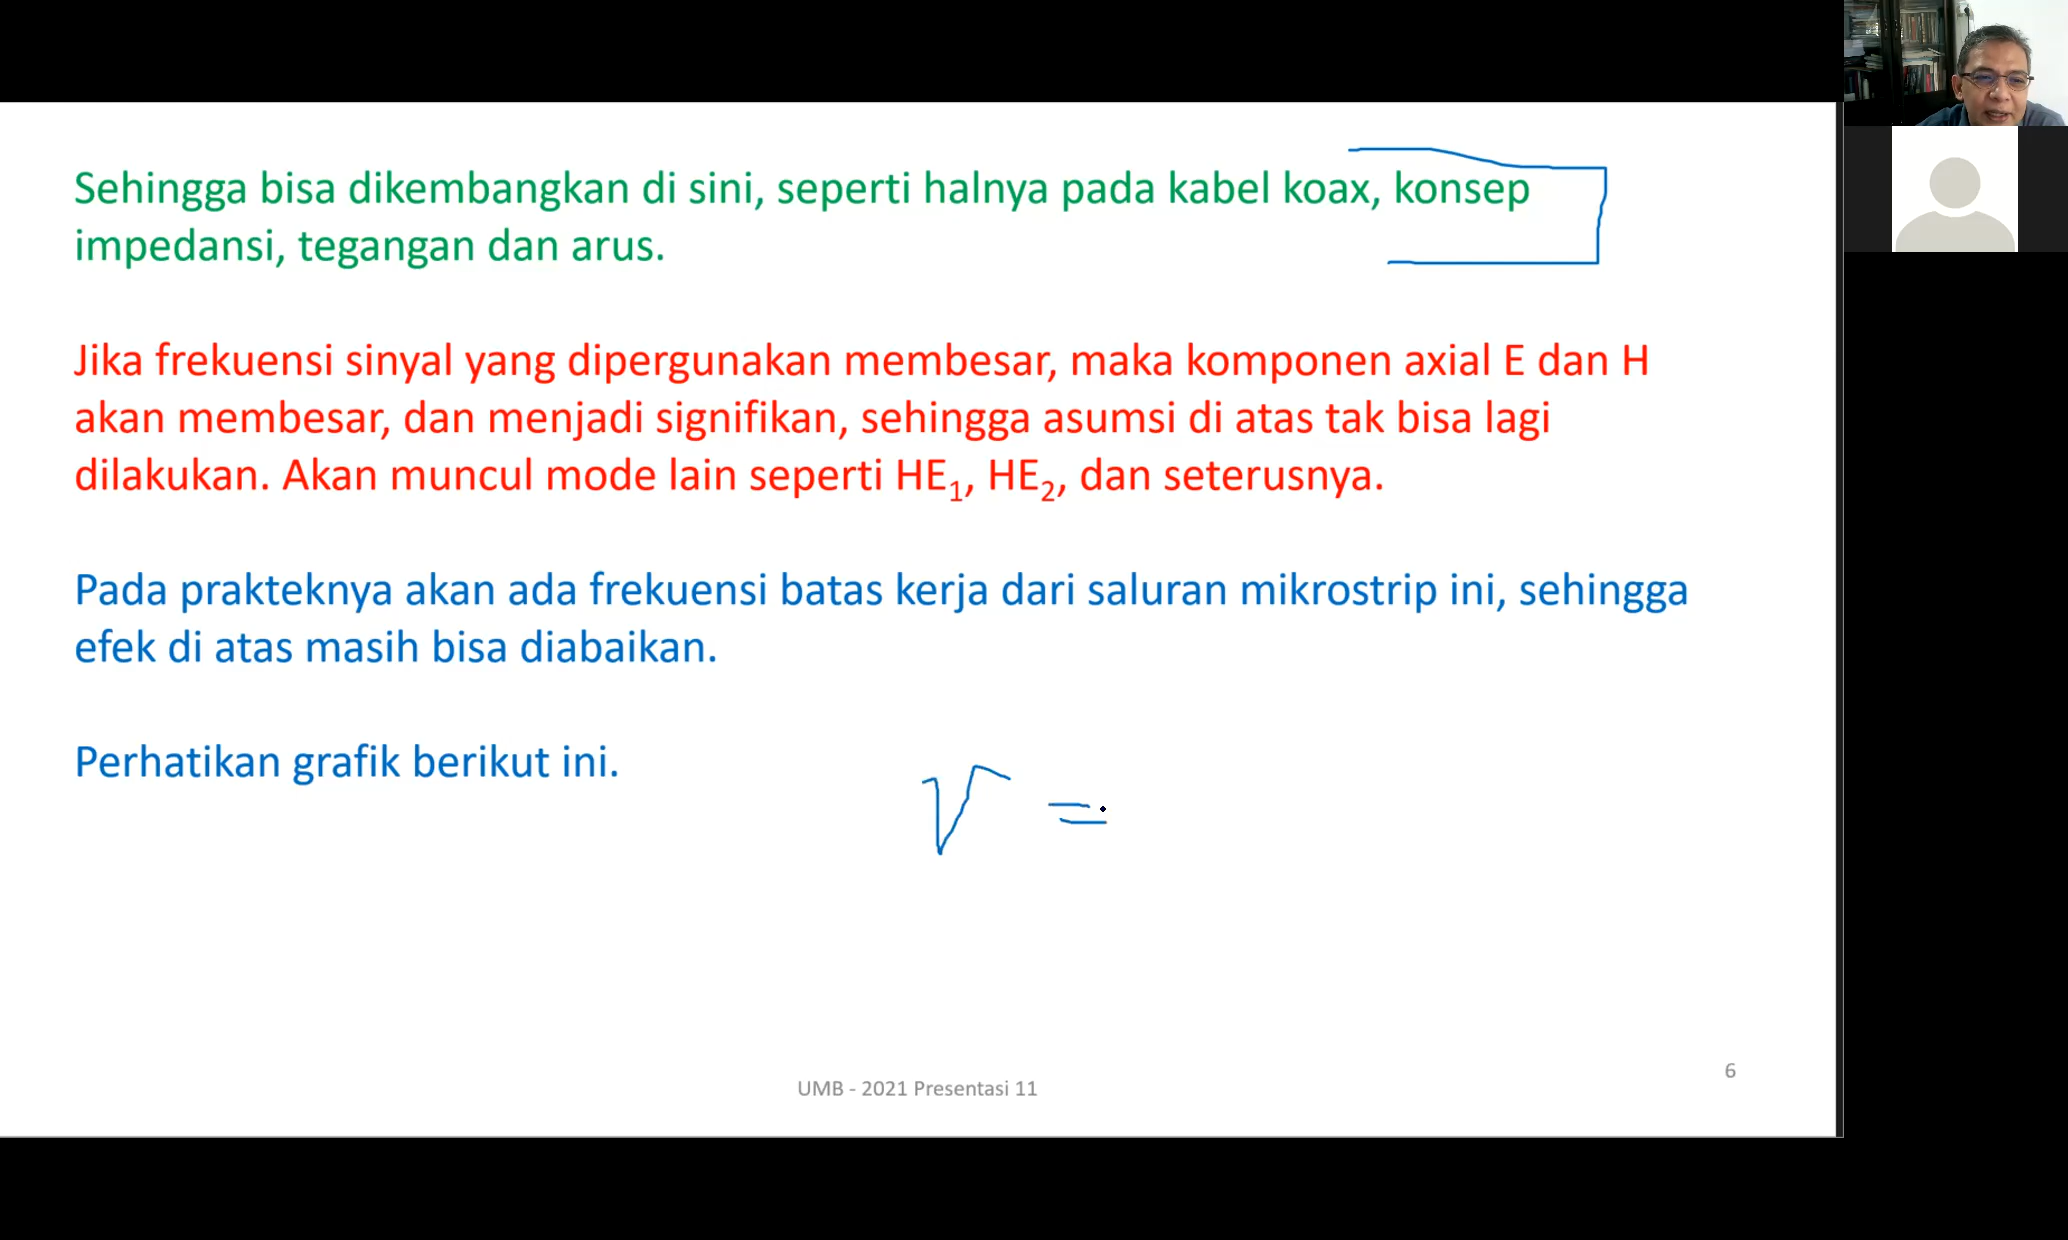 Sehingga bisa dikembangkan di sini, seperti halnya pada kabel koax, konsep
impedansi, tegangan dan arus.
Jika frekuensi sinyal yang dipergunakan membesar, maka komponen axial E dan H
akan membesar, dan menjadi signifikan, sehingga asumsi di atas tak bisa lagi
dilakukan. Akan muncul mode lain seperti HE₁, HE₂, dan seterusnya.
Pada prakteknya akan ada frekuensi batas kerja dari saluran mikrostrip ini, sehingga
efek di atas masih bisa diabaikan.
Perhatikan grafik berikut ini.
V =
6
UMB - 2021 Presentasi 11